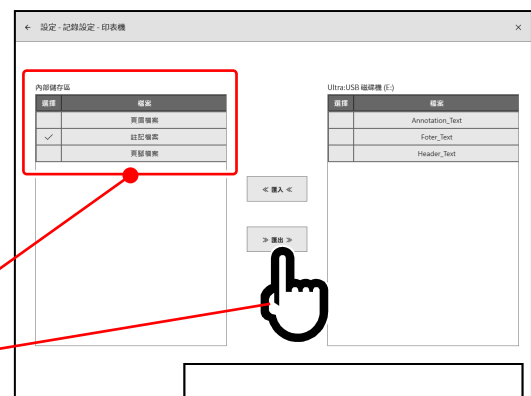 ← 設定 - 記錄設定 - 印表機 ×
內部儲存區
選擇 檔案
頁眉檔案
✓ 註記檔案
頁腳檔案
≪ 匯入 ≪
≫ 匯出 ≫
Ultra:USB 磁碟機 (E:)
選擇 檔案
Annotation_Text
Foter_Text
Header_Text